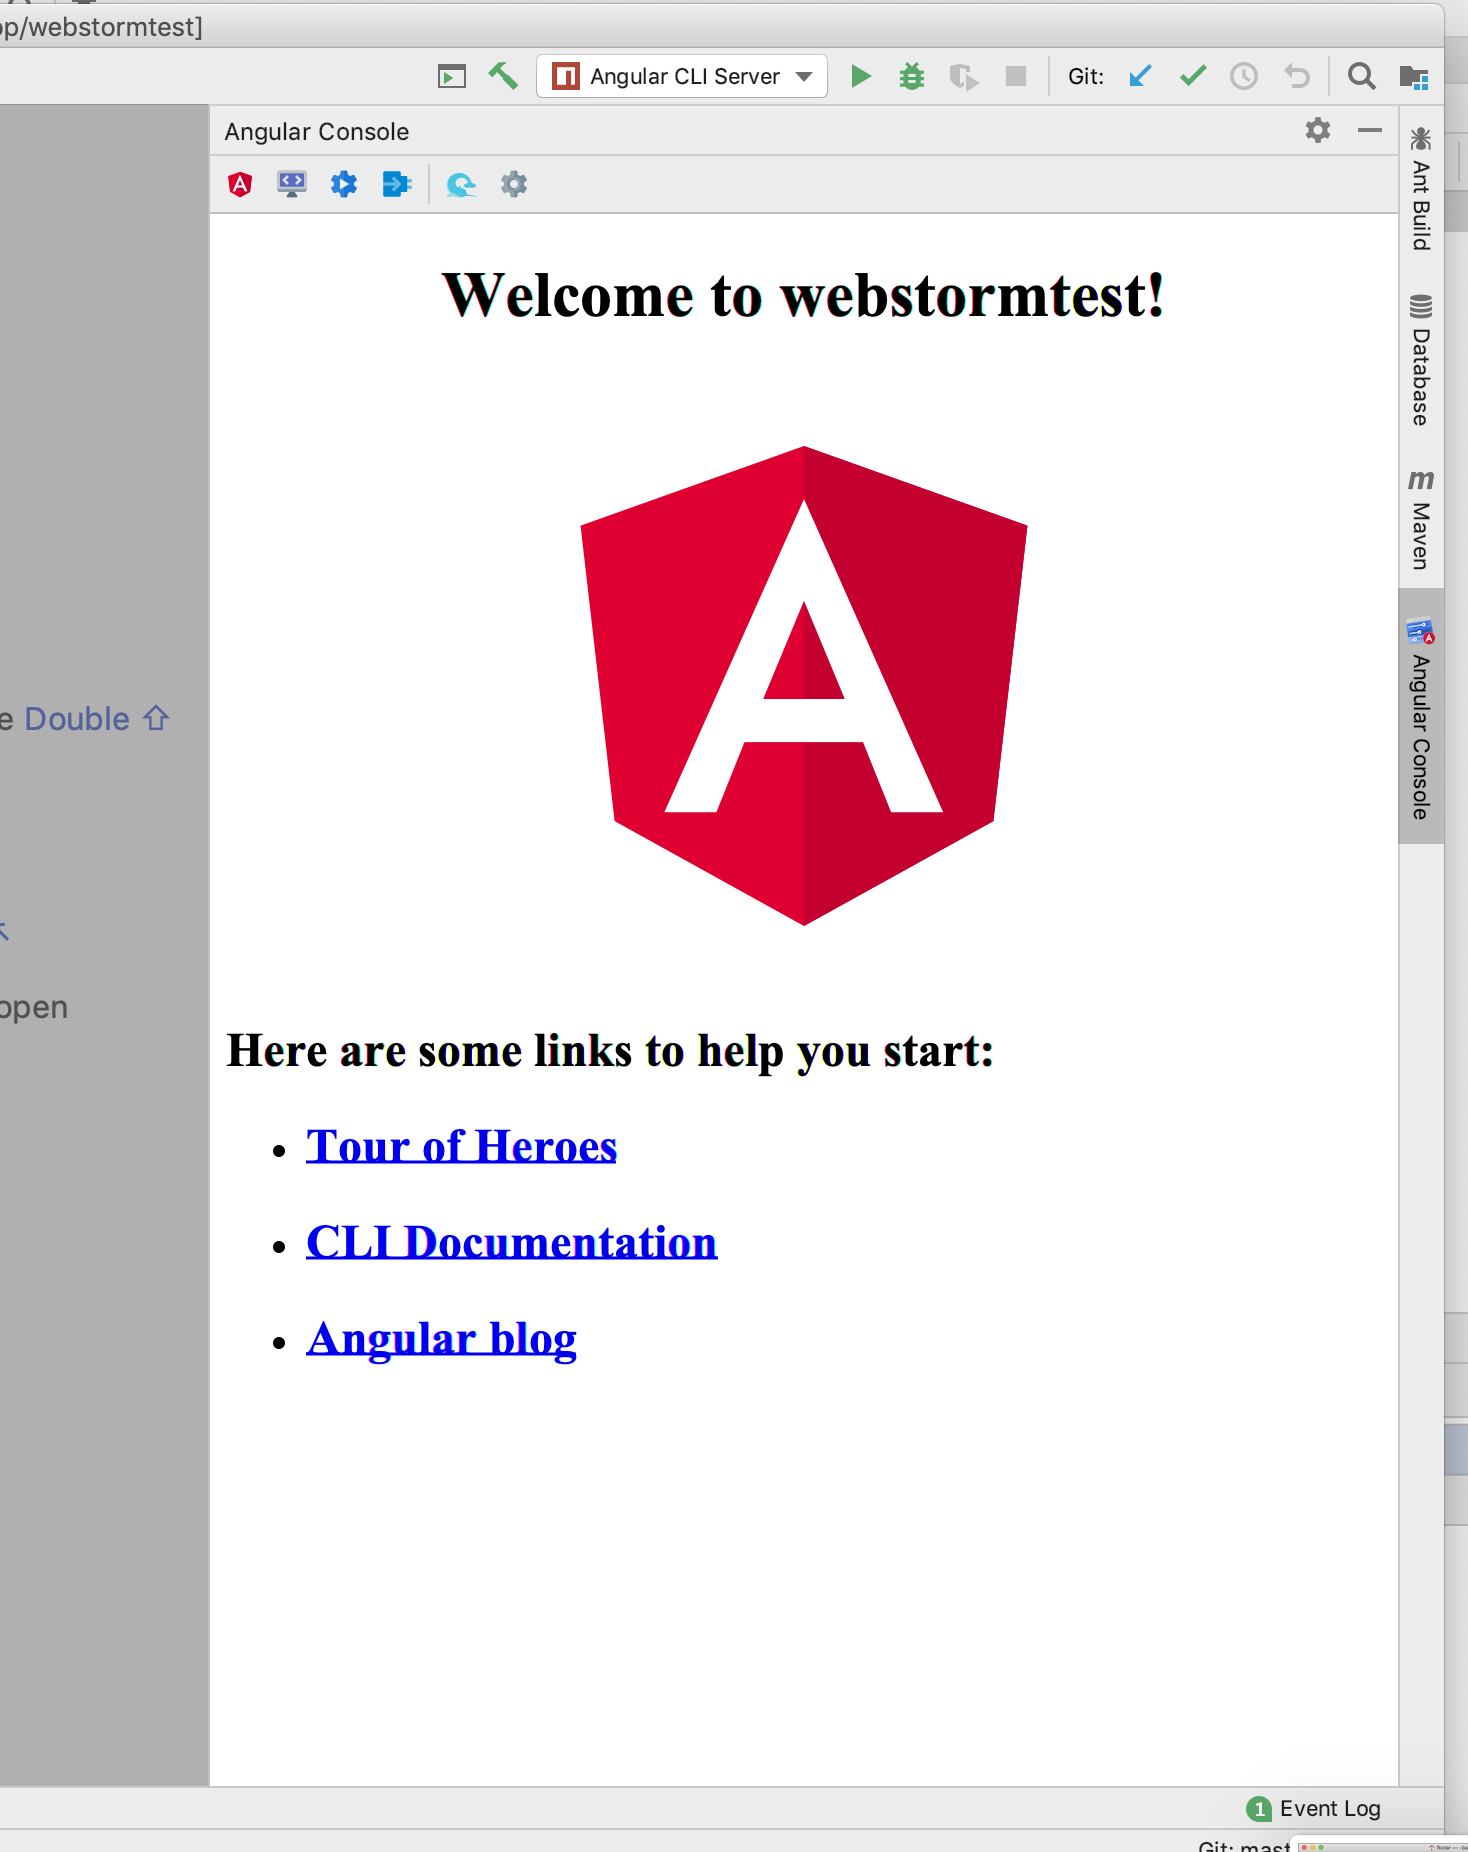 op/webstormtest]
Angular CLI Server
Git:
Angular Console
Ant Build
Database
Maven
Angular Console
Welcome to webstormtest!
Double ⇧
open
Here are some links to help you start:
Tour of Heroes
CLI Documentation
Angular blog
1 Event Log
Git: mast